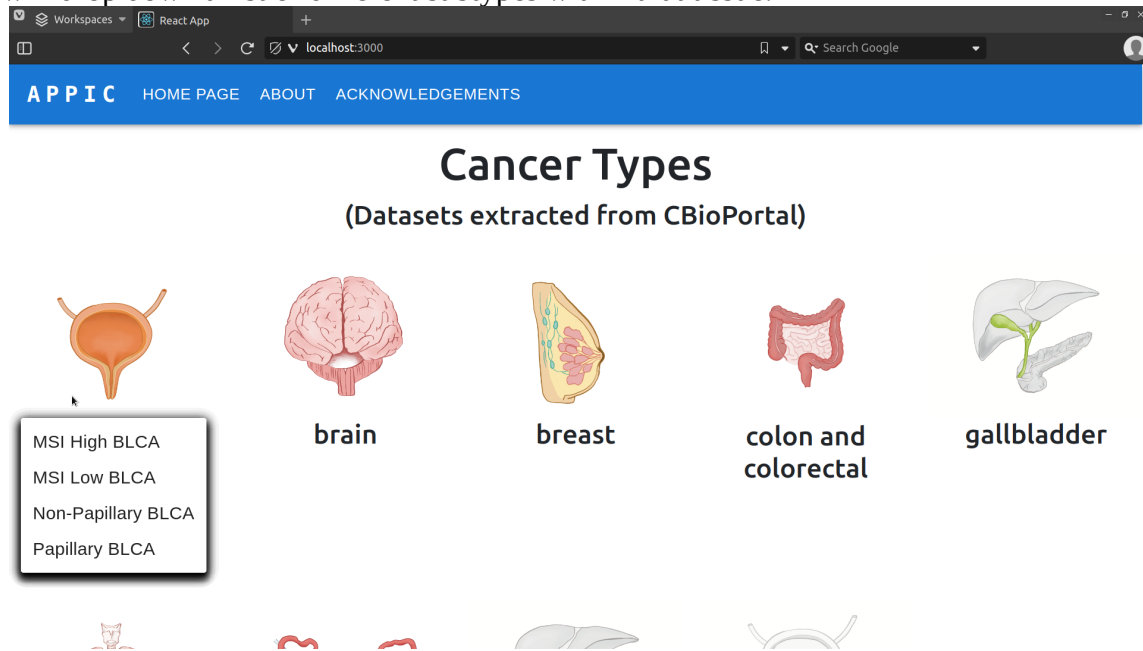 Workspaces
React App
localhost:3000
Search Google
APPIC HOME PAGE ABOUT ACKNOWLEDGEMENTS
Cancer Types
(Datasets extracted from CBioPortal)
MSI High BLCA
MSI Low BLCA
Non-Papillary BLCA
Papillary BLCA
brain
breast
colon and
colorectal
gallbladder